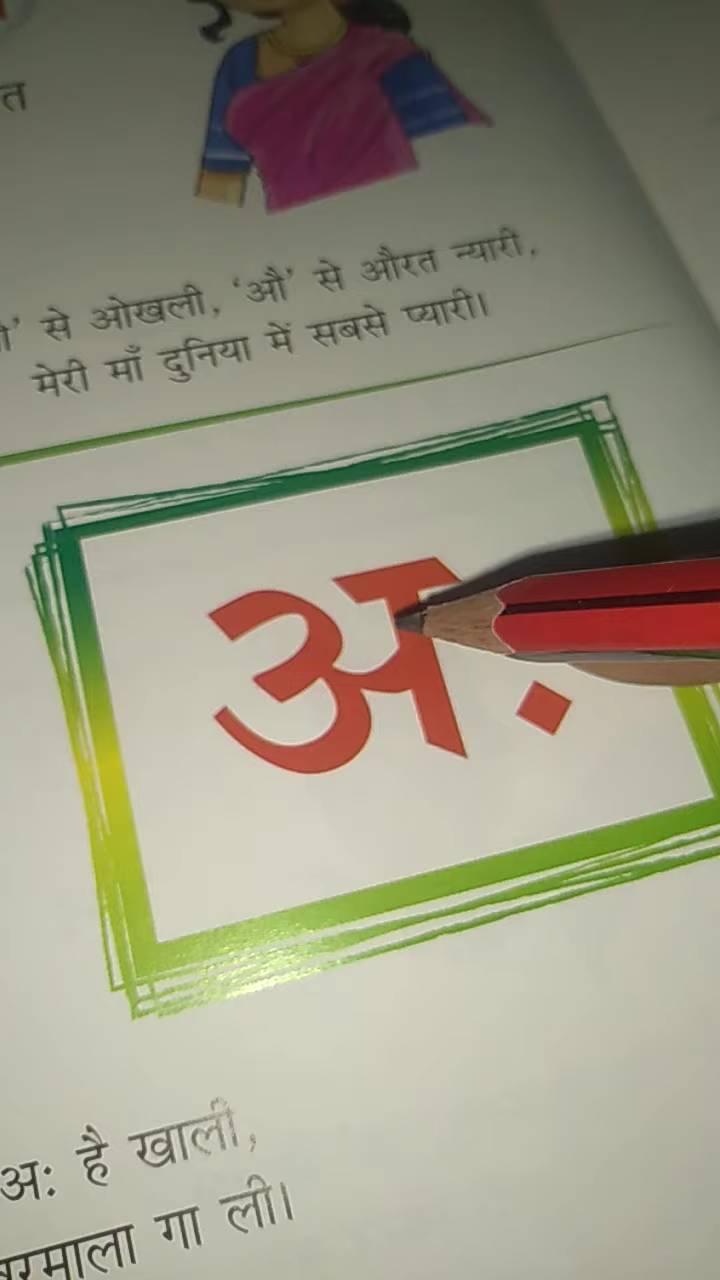 त
से ओखली, 'औ' से औरत न्यारी,
मेरी माँ दुनिया में सबसे प्यारी।
अः
अः है खाली,
गा ली।